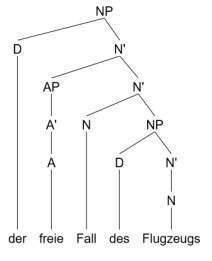 NP
D N'
AP N'
A' N NP
A D N'
N
der freie Fall des Flugzeugs